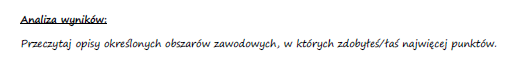 Analiza wyników:
Przeczytaj opisy określonych obszarów zawodowych, w których zdobyłeś/łaś najwięcej punktów.